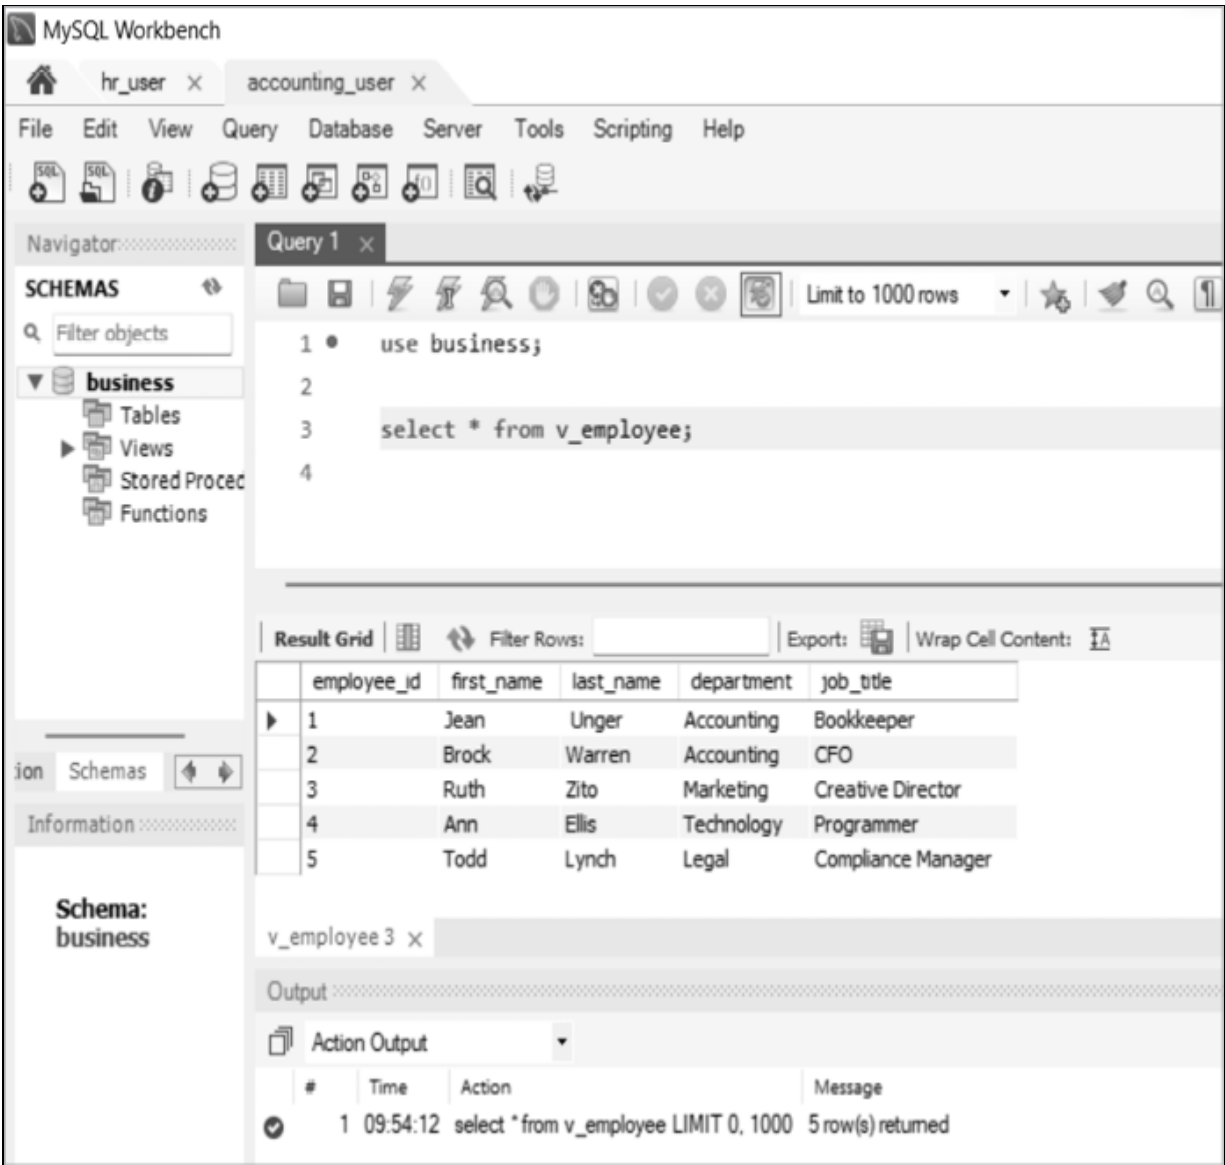 MySQL Workbench
hr_user × accounting_user ×
File Edit View Query Database Server Tools Scripting Help
Navigator
Query 1 ×
SCHEMAS
Limit to 1000 rows
Filter objects
1 use business;
business
2
Tables
3 select * from v_employee;
Views
4
Stored Proced
Functions
Result Grid Filter Rows: Export: Wrap Cell Content:
employee_id first_name last_name department job_title
1 Jean Unger Accounting Bookkeeper
2 Brock Warren Accounting CFO
3 Ruth Zito Marketing Creative Director
4 Ann Ellis Technology Programmer
5 Todd Lynch Legal Compliance Manager
ion Schemas
Information
Schema:
business
v_employee 3 ×
Output
Action Output
# Time Action Message
1 09:54:12 select * from v_employee LIMIT 0, 1000 5 row(s) returned